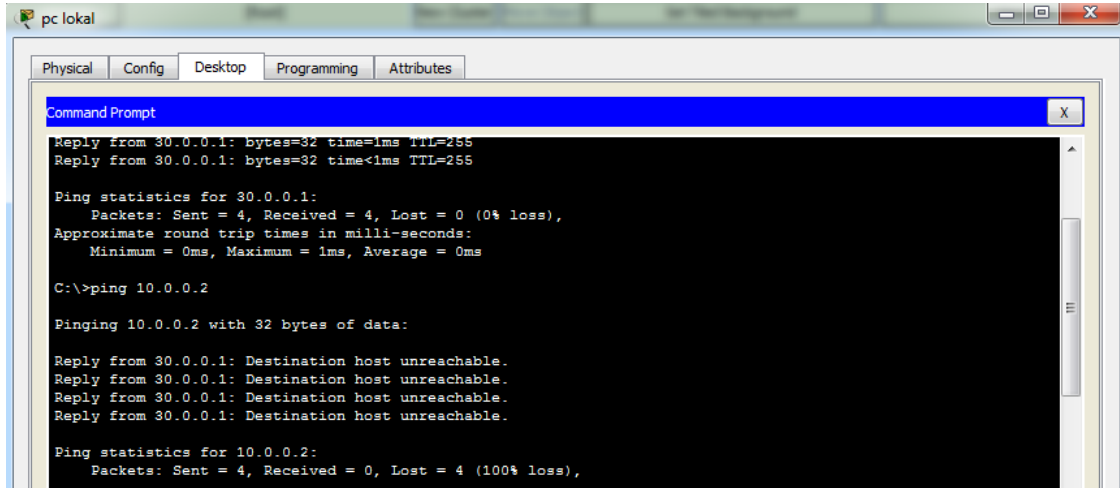 pc lokal
Physical Config Desktop Programming Attributes
Command Prompt X
Reply from 30.0.0.1: bytes=32 time=1ms TTL=255
Reply from 30.0.0.1: bytes=32 time<1ms TTL=255
Ping statistics for 30.0.0.1:
Packets: Sent = 4, Received = 4, Lost = 0 (0% loss),
Approximate round trip times in milli-seconds:
Minimum = 0ms, Maximum = 1ms, Average = 0ms
C:\>ping 10.0.0.2
Pinging 10.0.0.2 with 32 bytes of data:
Reply from 30.0.0.1: Destination host unreachable.
Reply from 30.0.0.1: Destination host unreachable.
Reply from 30.0.0.1: Destination host unreachable.
Reply from 30.0.0.1: Destination host unreachable.
Ping statistics for 10.0.0.2:
Packets: Sent = 4, Received = 0, Lost = 4 (100% loss),